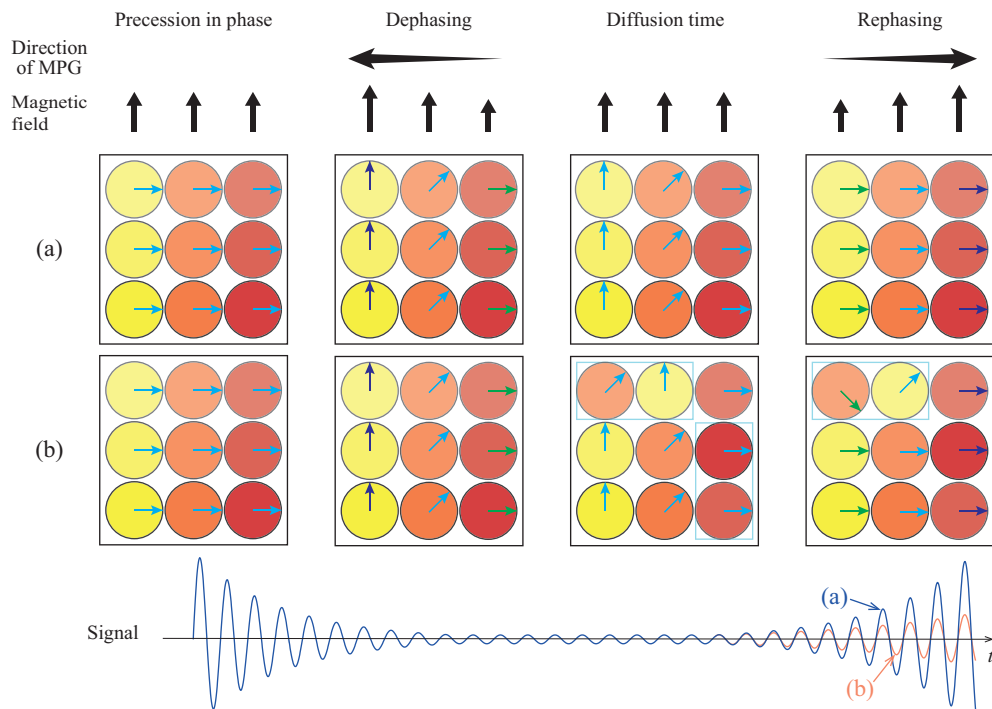 Precession in phase
Dephasing
Diffusion time
Rephasing
Direction
of MPG
Magnetic
field
(a)
(b)
Signal
(a)
(b)
t